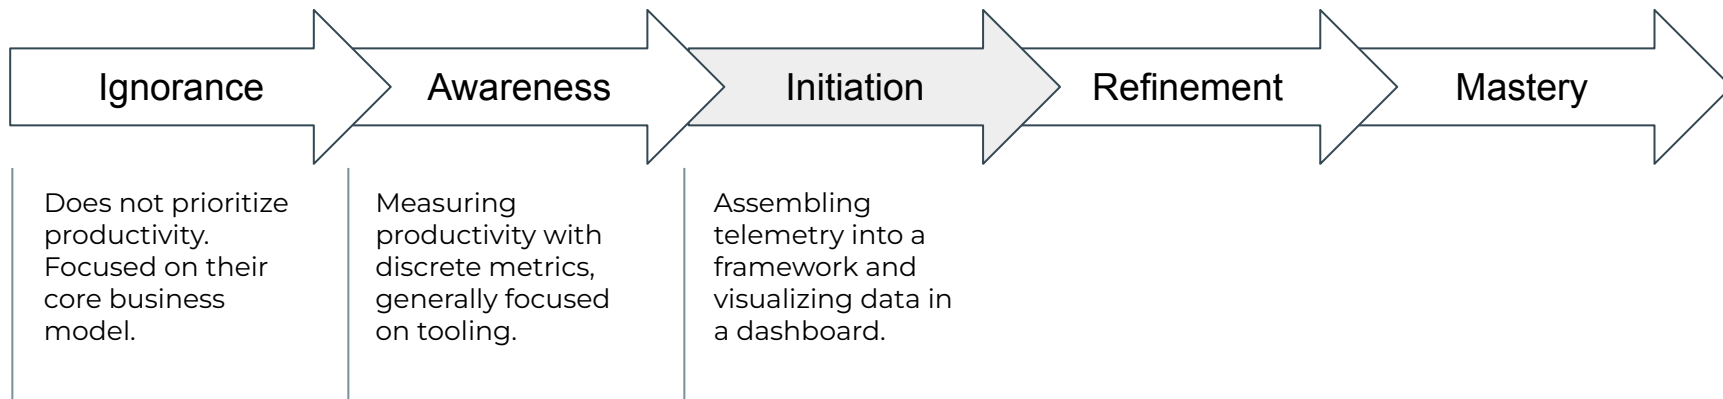 Ignorance
Awareness
Initiation
Refinement
Mastery
Does not prioritize
productivity.
Focused on their
core business
model.
Measuring
productivity with
discrete metrics,
generally focused
on tooling.
Assembling
telemetry into a
framework and
visualizing data in
a dashboard.